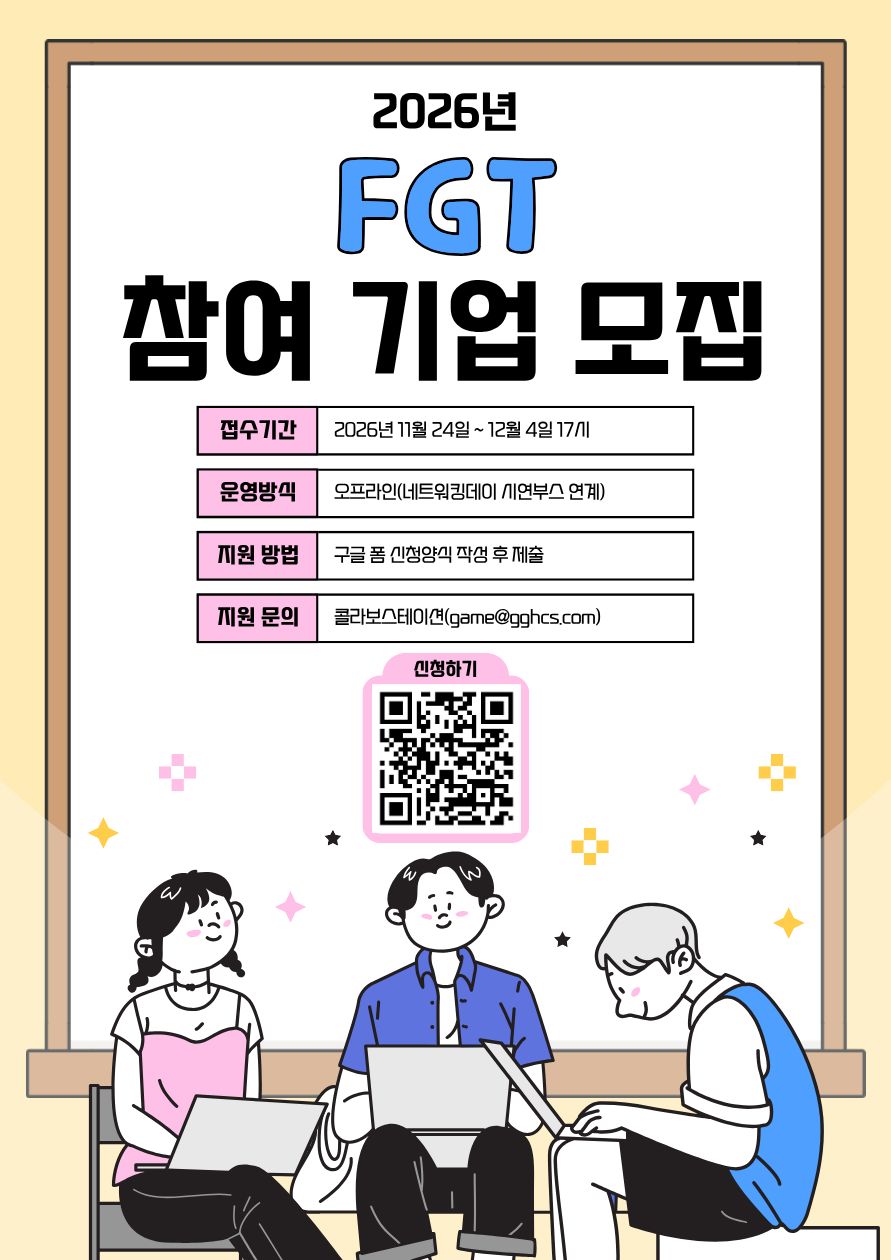 2026년
FGT
참여 기업 모집
접수기간 2026년 11월 24일 ~ 12월 4일 17시
운영방식 오프라인(네트워킹데이 시연부스 연계)
지원 방법 구글 폼 신청양식 작성 후 제출
지원 문의 콜라보스테이션(game@gghcs.com)
신청하기